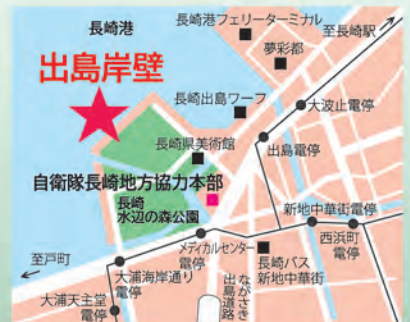 長崎港
長崎港フェリーターミナル
至長崎駅
夢彩都
出島岸壁
長崎出島ワーフ
大波止電停
長崎県美術館
出島電停
自衛隊長崎地方協力本部
長崎
水辺の森公園
新地中華街電停
メディカルセンター
電停
西浜町
電停
至戸町
大浦海岸通り
電停
長崎バス
新地中華街
大浦天主堂
電停
ながさき
出島道路